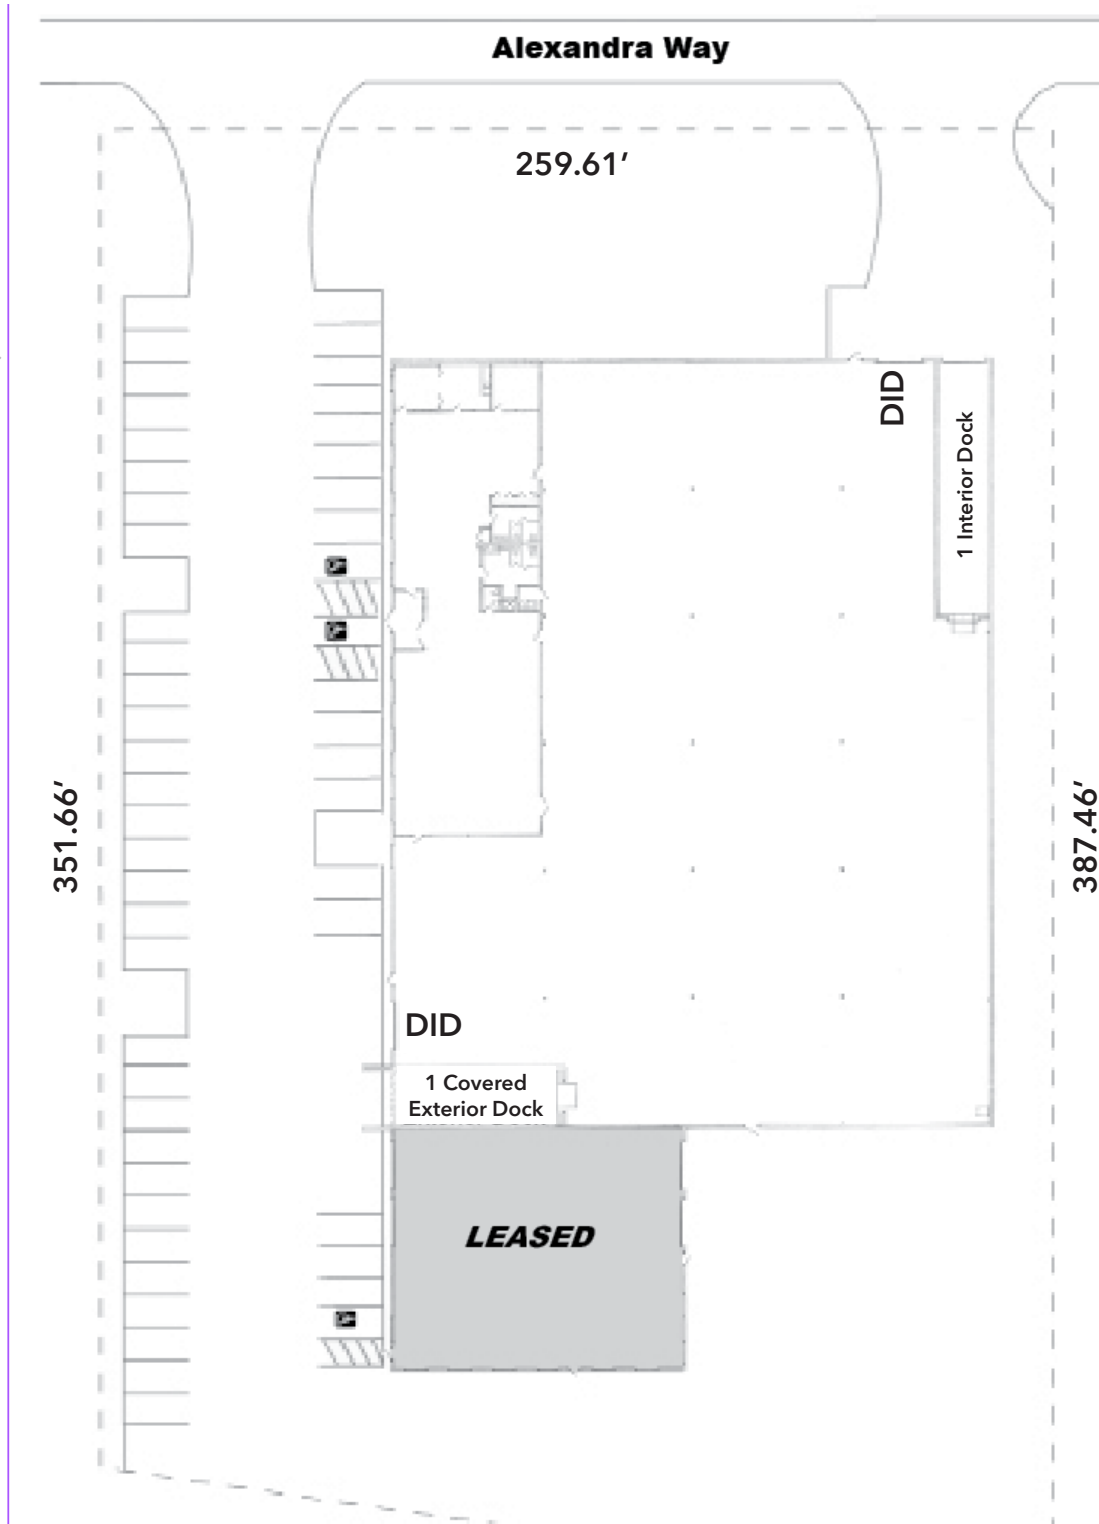 Alexandra Way
259.61'
DID
1 Interior Dock
351.66'
387.46'
DID
1 Covered
Exterior Dock
LEASED